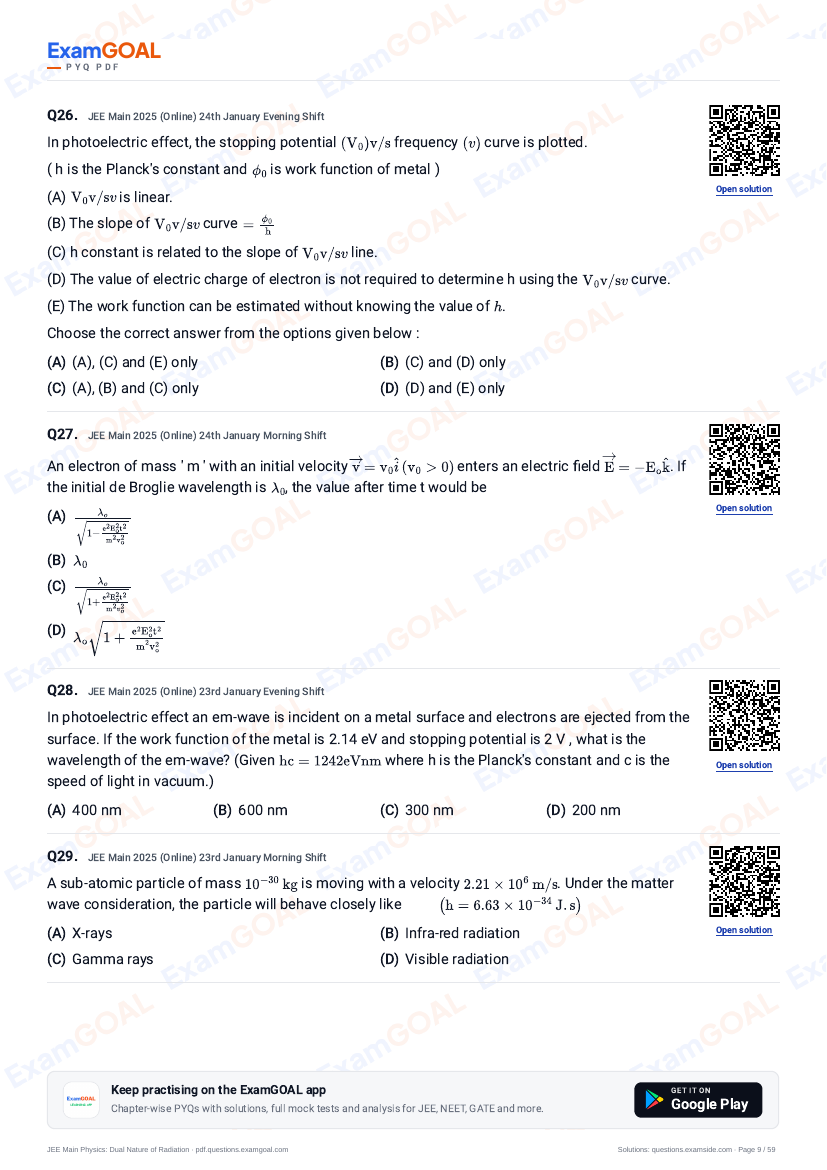 ExamGOAL
PYQ PDF
Q26. JEE Main 2025 (Online) 24th January Evening Shift
In photoelectric effect, the stopping potential (V₀)v/s frequency (v) curve is plotted.
( h is the Planck's constant and ϕ₀ is work function of metal )
(A) V₀v/sv is linear.
(B) The slope of V₀v/sv curve = ϕ₀/h
(C) h constant is related to the slope of V₀v/sv line.
(D) The value of electric charge of electron is not required to determine h using the V₀v/sv curve.
(E) The work function can be estimated without knowing the value of h.
Choose the correct answer from the options given below :
(A) (A), (C) and (E) only (B) (C) and (D) only
(C) (A), (B) and (C) only (D) (D) and (E) only
Open solution
Q27. JEE Main 2025 (Online) 24th January Morning Shift
An electron of mass ' m ' with an initial velocity v⃗ = v₀î (v₀ > 0) enters an electric field E⃗ = −Eₒk̂. If
the initial de Broglie wavelength is λ₀, the value after time t would be
(A) λₒ/√(1−e²E₀²t²/m²vₒ²)
(B) λ₀
(C) λₒ/√(1+e²E₀²t²/m²vₒ²)
(D) λₒ√(1 + e²Eₒ²t²/m²vₒ²)
Open solution
Q28. JEE Main 2025 (Online) 23rd January Evening Shift
In photoelectric effect an em-wave is incident on a metal surface and electrons are ejected from the
surface. If the work function of the metal is 2.14 eV and stopping potential is 2 V , what is the
wavelength of the em-wave? (Given hc = 1242eVnm where h is the Planck's constant and c is the
speed of light in vacuum.)
(A) 400 nm (B) 600 nm (C) 300 nm (D) 200 nm
Open solution
Q29. JEE Main 2025 (Online) 23rd January Morning Shift
A sub-atomic particle of mass 10⁻³⁰ kg is moving with a velocity 2.21 × 10⁶ m/s. Under the matter
wave consideration, the particle will behave closely like (h = 6.63 × 10⁻³⁴ J.s)
(A) X-rays (B) Infra-red radiation
(C) Gamma rays (D) Visible radiation
Open solution
ExamGOAL
Keep practising on the ExamGOAL app
Chapter-wise PYQs with solutions, full mock tests and analysis for JEE, NEET, GATE and more.
GET IT ON
Google Play
JEE Main Physics: Dual Nature of Radiation · pdf.questions.examgoal.com
Solutions: questions.examside.com · Page 9 / 59